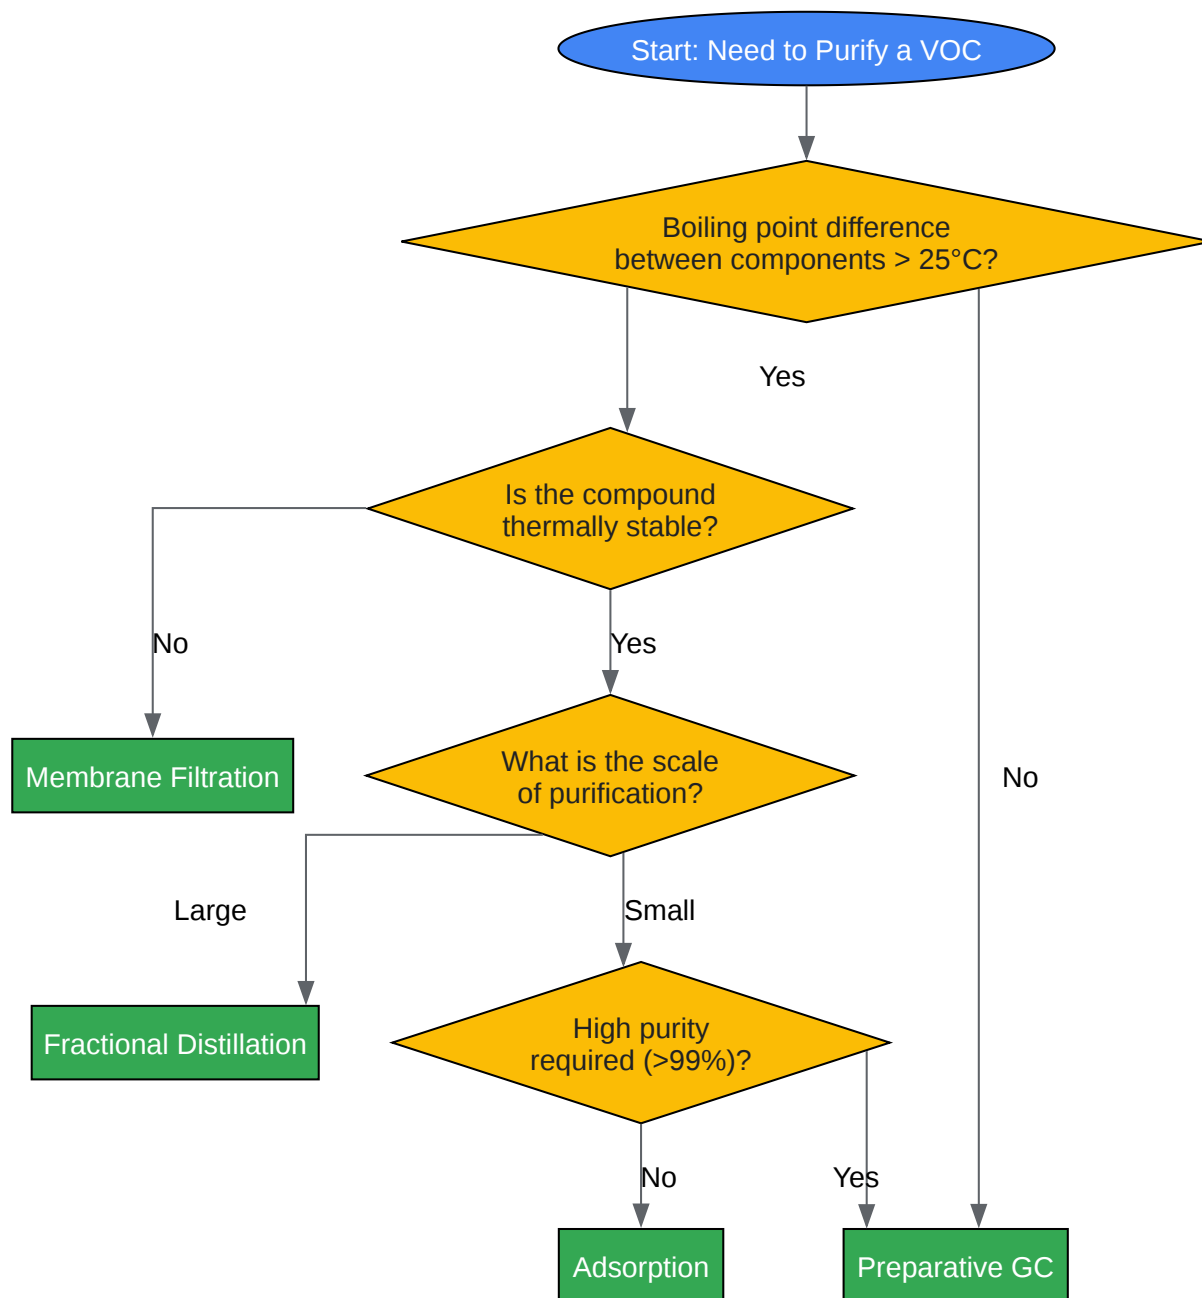 Start: Need to Purify a VOC
Boiling point difference
between components > 25°C?
Yes
Is the compound
thermally stable?
No
Yes
Membrane Filtration
What is the scale
of purification?
No
Large
Small
Fractional Distillation
High purity
required (>99%)?
No
Yes
Adsorption
Preparative GC